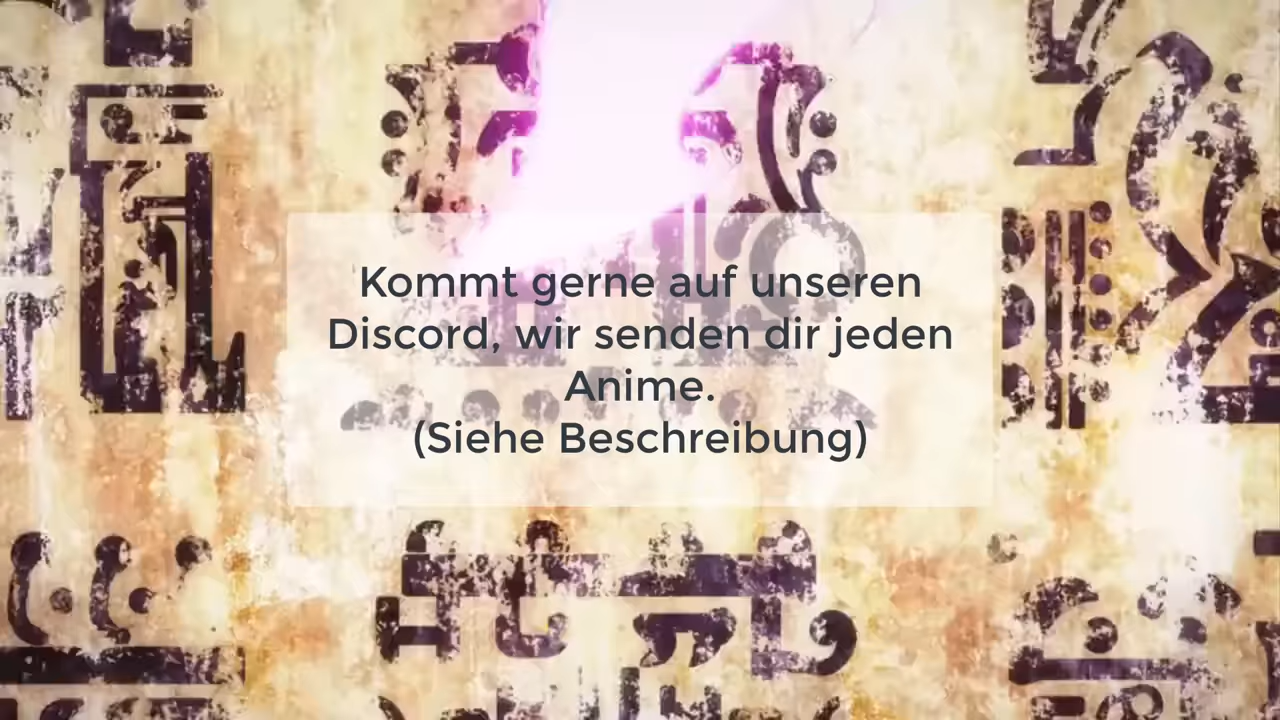 Kommt gerne auf unseren
Discord, wir senden dir jeden
Anime.
(Siehe Beschreibung)